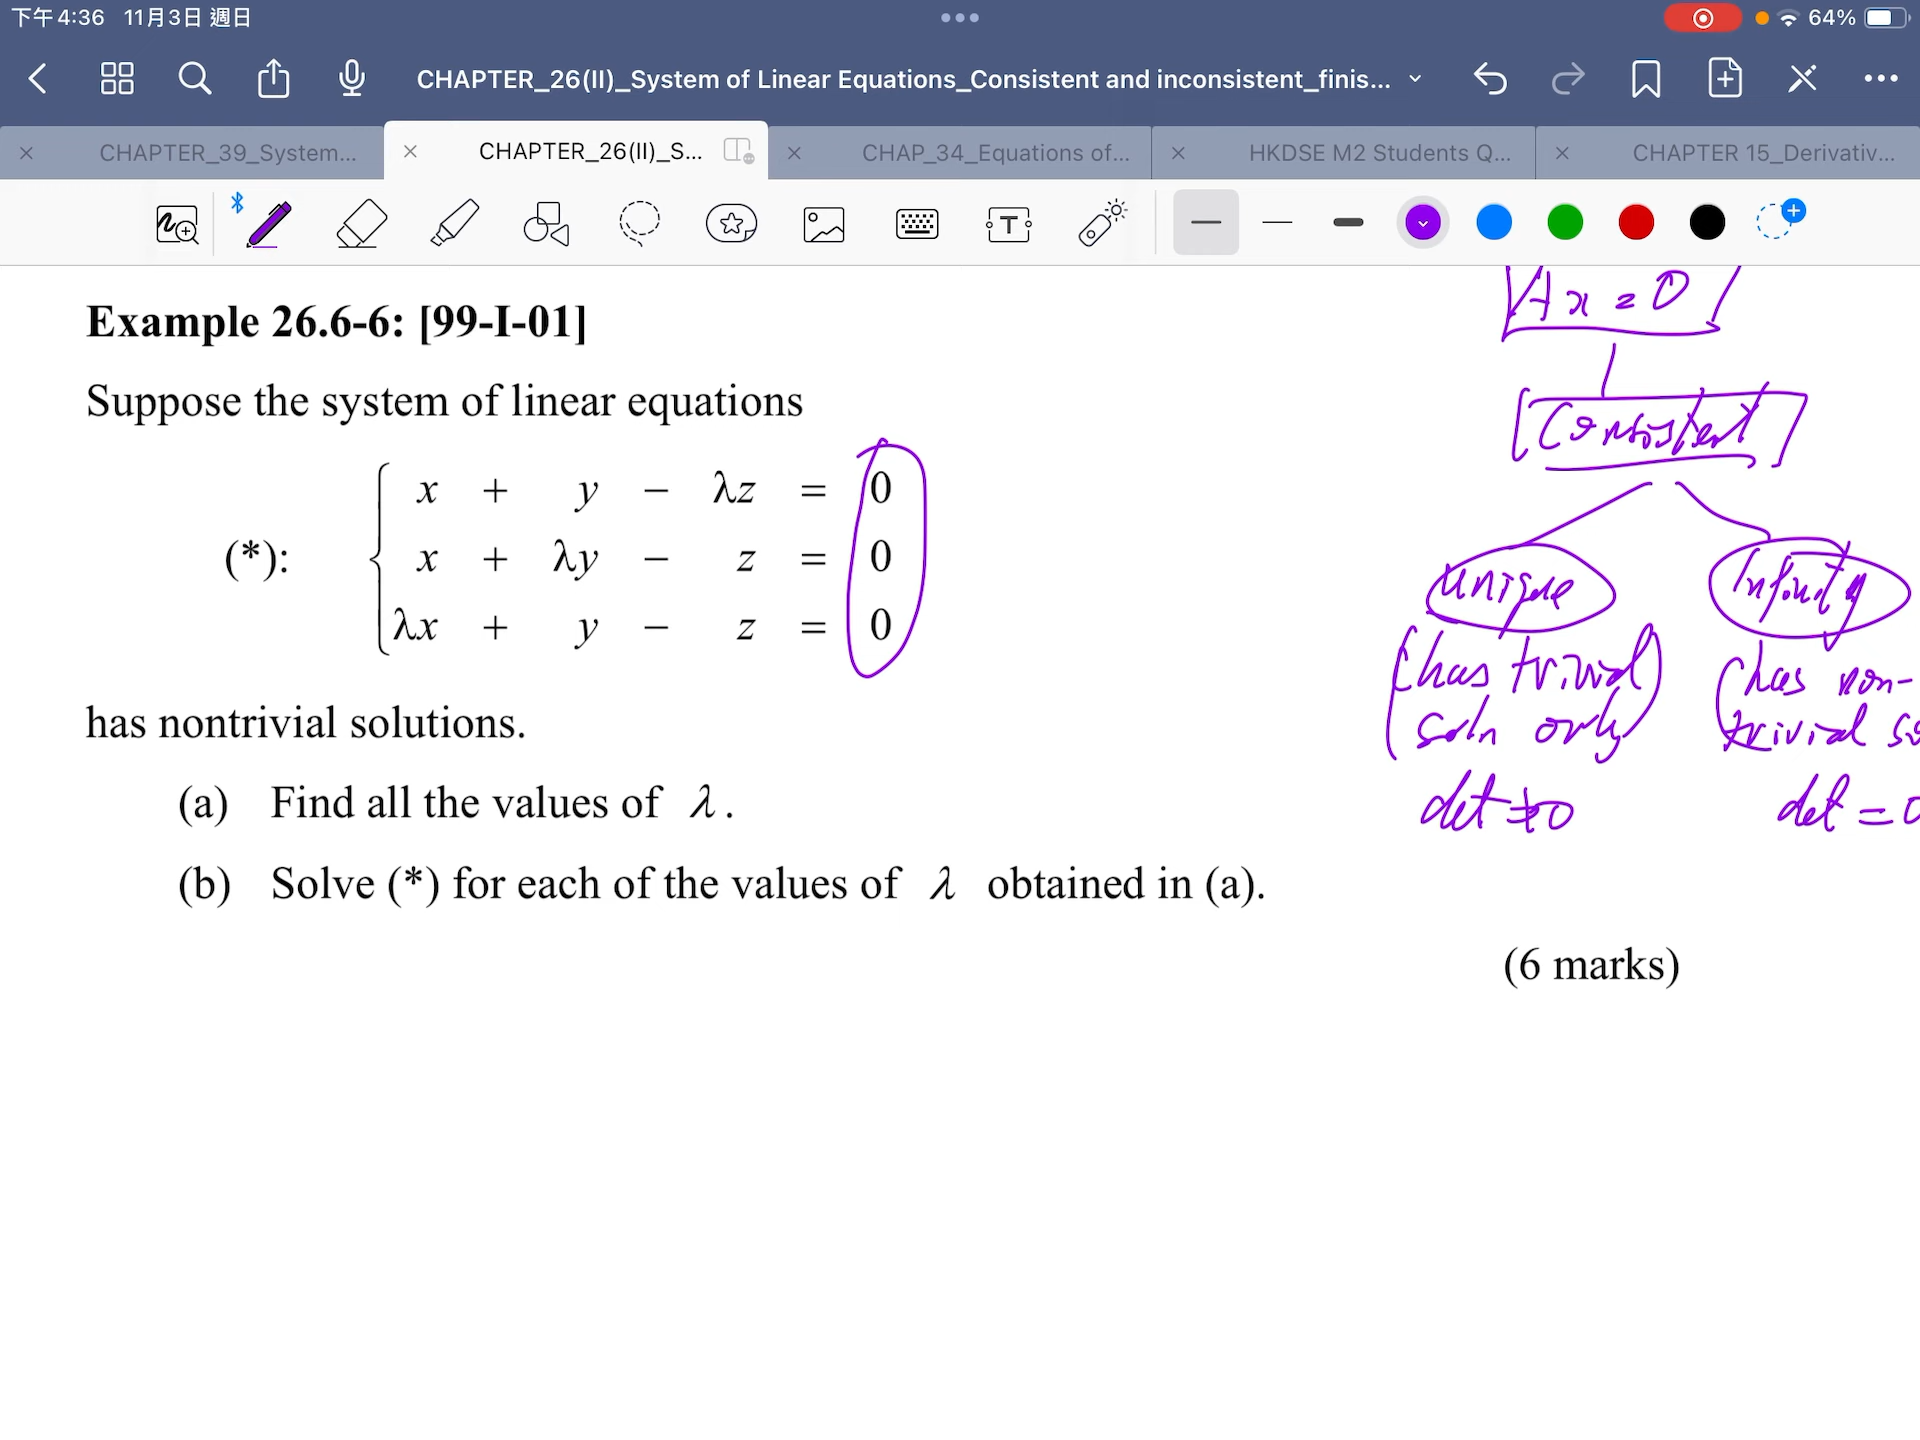 下午4:36 11月3日 週日
64%
CHAPTER_26(II)_System of Linear Equations_Consistent and inconsistent_finis...
CHAPTER_39_System...
CHAPTER_26(II)_S...
CHAP_34_Equations of...
HKDSE M2 Students Q...
CHAPTER 15_Derivativ...
Ax = 0
Example 26.6-6: [99-I-01]
Suppose the system of linear equations
Consistent
x + y − λz = 0
(*): x + λy − z = 0
λx + y − z = 0
unique
Infinity
(has trivial
soln only)
(has non-
trivial so
has nontrivial solutions.
det ≠ 0
det = 0
(a) Find all the values of λ.
(b) Solve (*) for each of the values of λ obtained in (a).
(6 marks)